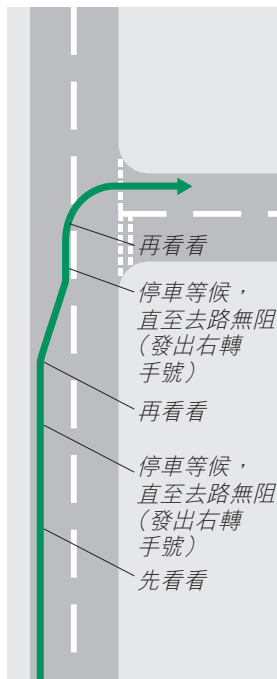 再看看
停車等候，
直至去路無阻
（發出右轉
手號）
再看看
停車等候，
直至去路無阻
（發出右轉
手號）
先看看